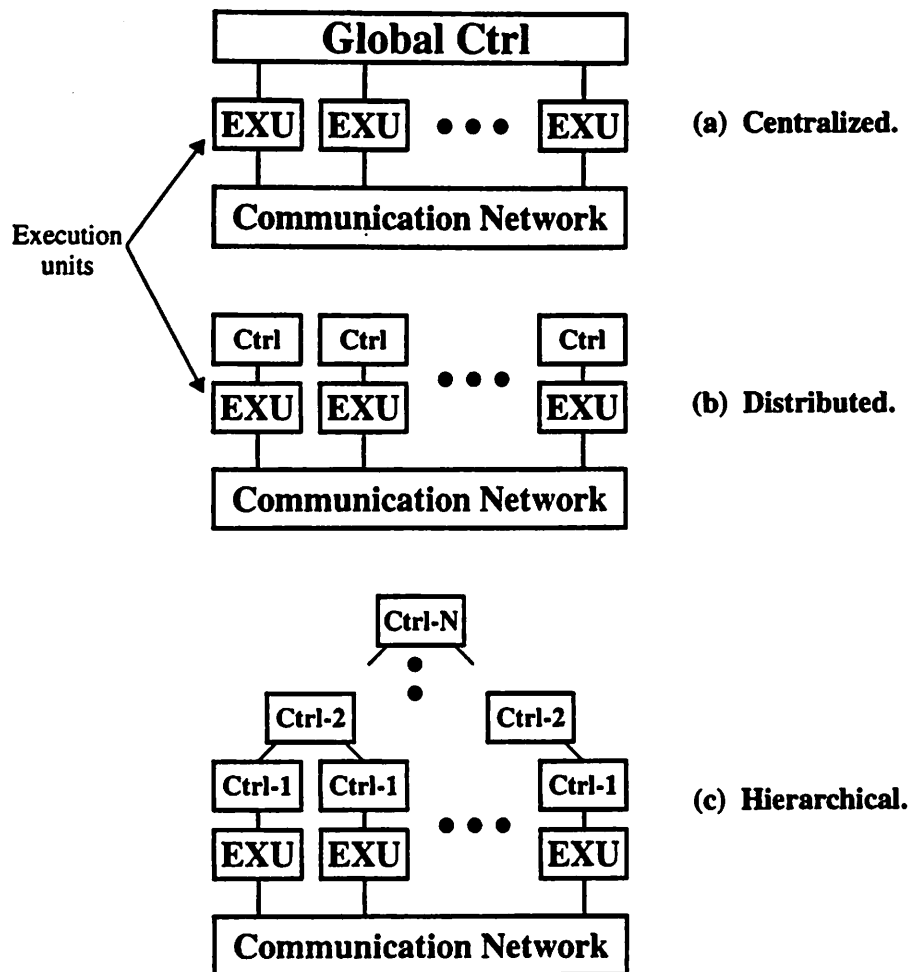 Global Ctrl
EXU EXU EXU
(a) Centralized.
Communication Network
Execution
units
Ctrl Ctrl Ctrl
EXU EXU EXU
(b) Distributed.
Communication Network
Ctrl-N
Ctrl-2 Ctrl-2
Ctrl-1 Ctrl-1 Ctrl-1
(c) Hierarchical.
EXU EXU EXU
Communication Network